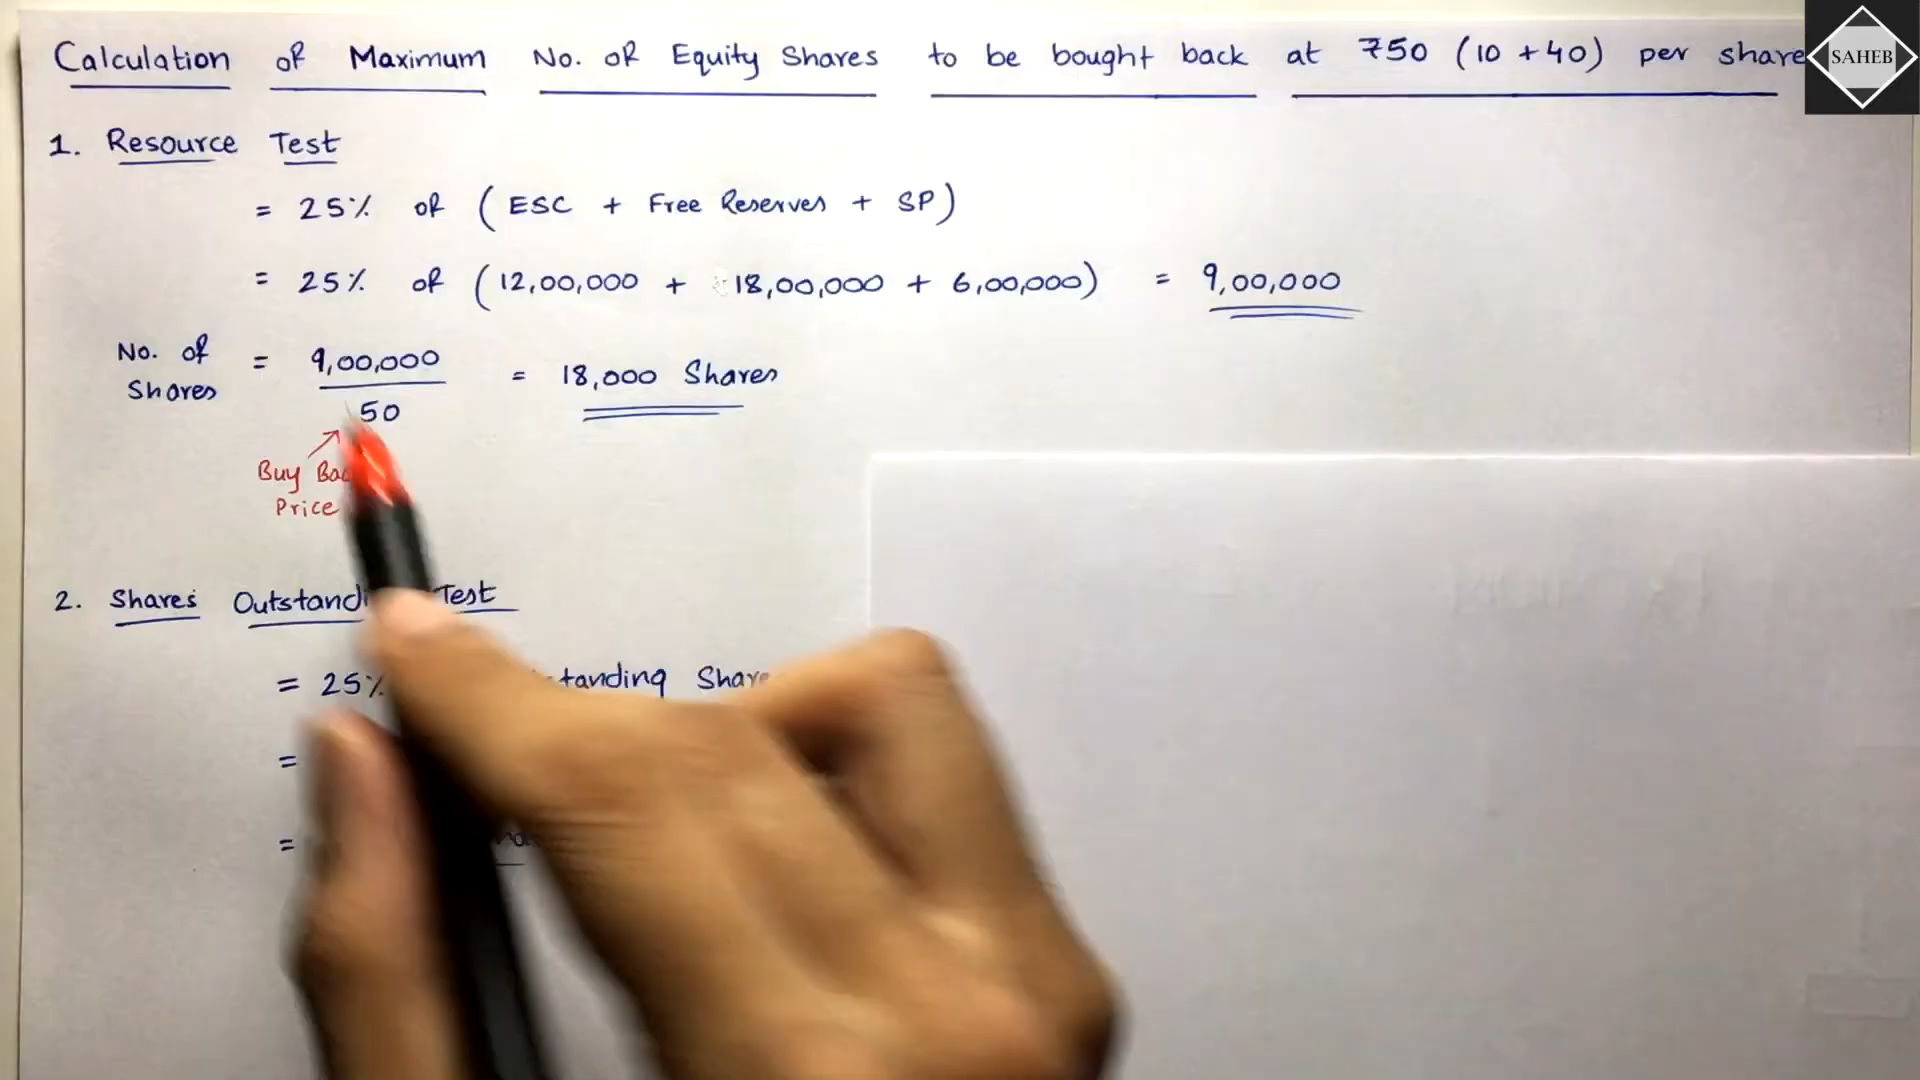 Calculation of Maximum No. of Equity Shares to be bought back at ₹50 (10 + 40) per share
SAHEB
1. Resource Test
= 25% of (ESC + Free Reserves + SP)
= 25% of (12,00,000 + 18,00,000 + 6,00,000) = 9,00,000
No. of Shares = 9,00,000 / 50 = 18,000 Shares
Buy
Price
2. Shares Test
= 25%
=
=